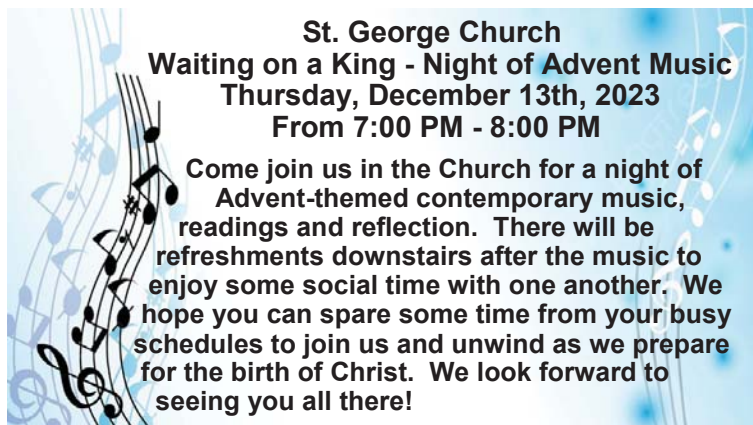 St. George Church
Waiting on a King - Night of Advent Music
Thursday, December 13th, 2023
From 7:00 PM - 8:00 PM
Come join us in the Church for a night of
Advent-themed contemporary music,
readings and reflection.  There will be
refreshments downstairs after the music to
enjoy some social time with one another.  We
hope you can spare some time from your busy
schedules to join us and unwind as we prepare
for the birth of Christ.  We look forward to
seeing you all there!